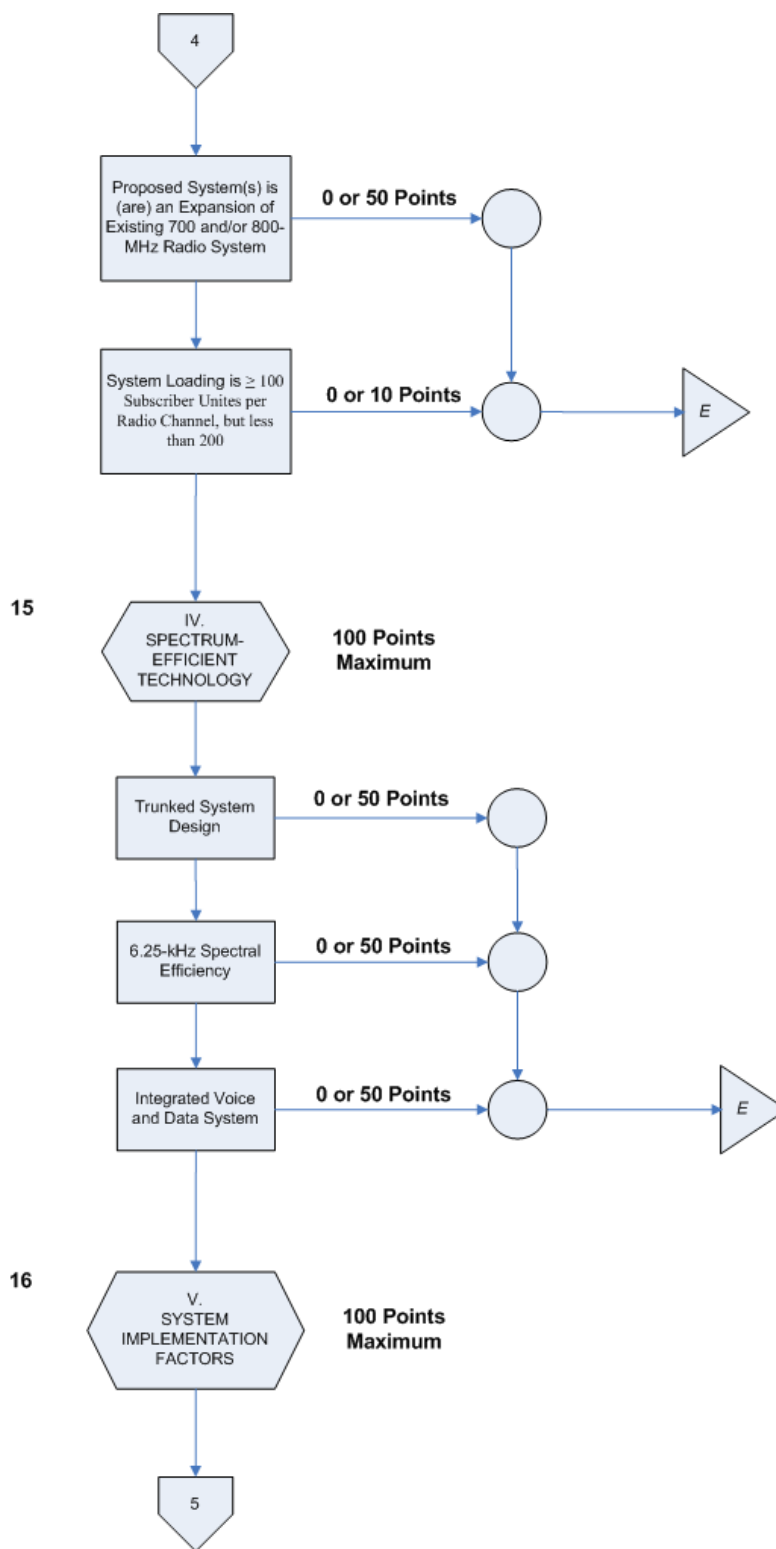 4
Proposed System(s) is
(are) an Expansion of
Existing 700 and/or 800-
MHz Radio System
0 or 50 Points
System Loading is ≥ 100
Subscriber Unites per
Radio Channel, but less
than 200
0 or 10 Points
E
15
IV.
SPECTRUM-
EFFICIENT
TECHNOLOGY
100 Points
Maximum
Trunked System
Design
0 or 50 Points
6.25-kHz Spectral
Efficiency
0 or 50 Points
Integrated Voice
and Data System
0 or 50 Points
E
16
V.
SYSTEM
IMPLEMENTATION
FACTORS
100 Points
Maximum
5